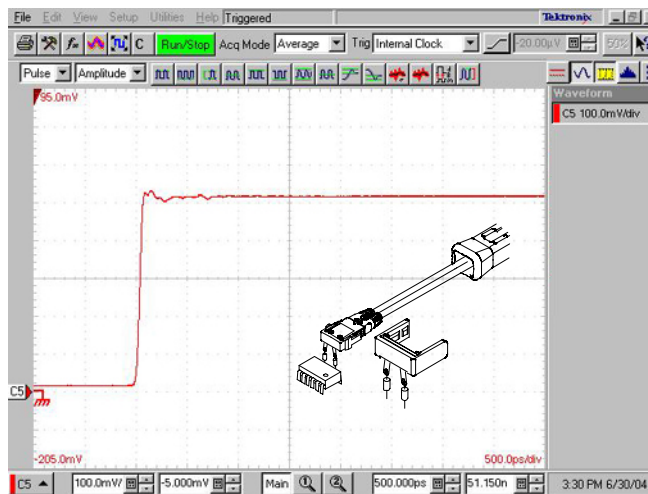 File Edit View Setup Utilities Help Triggered Tektronix
C Run/Stop Acq Mode Average Trig Internal Clock -20.00µV 50%
Pulse Amplitude
95.0mV
Waveform
C5 100.0mV/div
C5
-205.0mV 500.0ps/div
C5 100.0mV/ -5.000mV Main 1 2 500.000ps 51.150n 3:30 PM 6/30/04